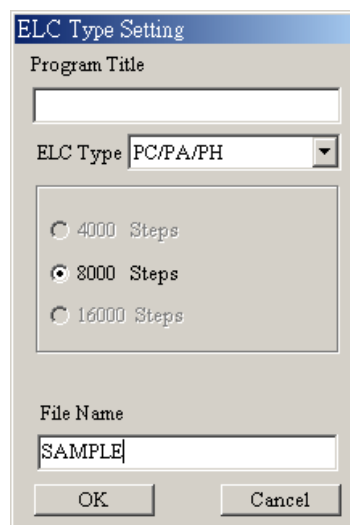 ELC Type Setting
Program Title
ELC Type PC/PA/PH
4000 Steps
8000 Steps
16000 Steps
File Name
SAMPLE
OK Cancel